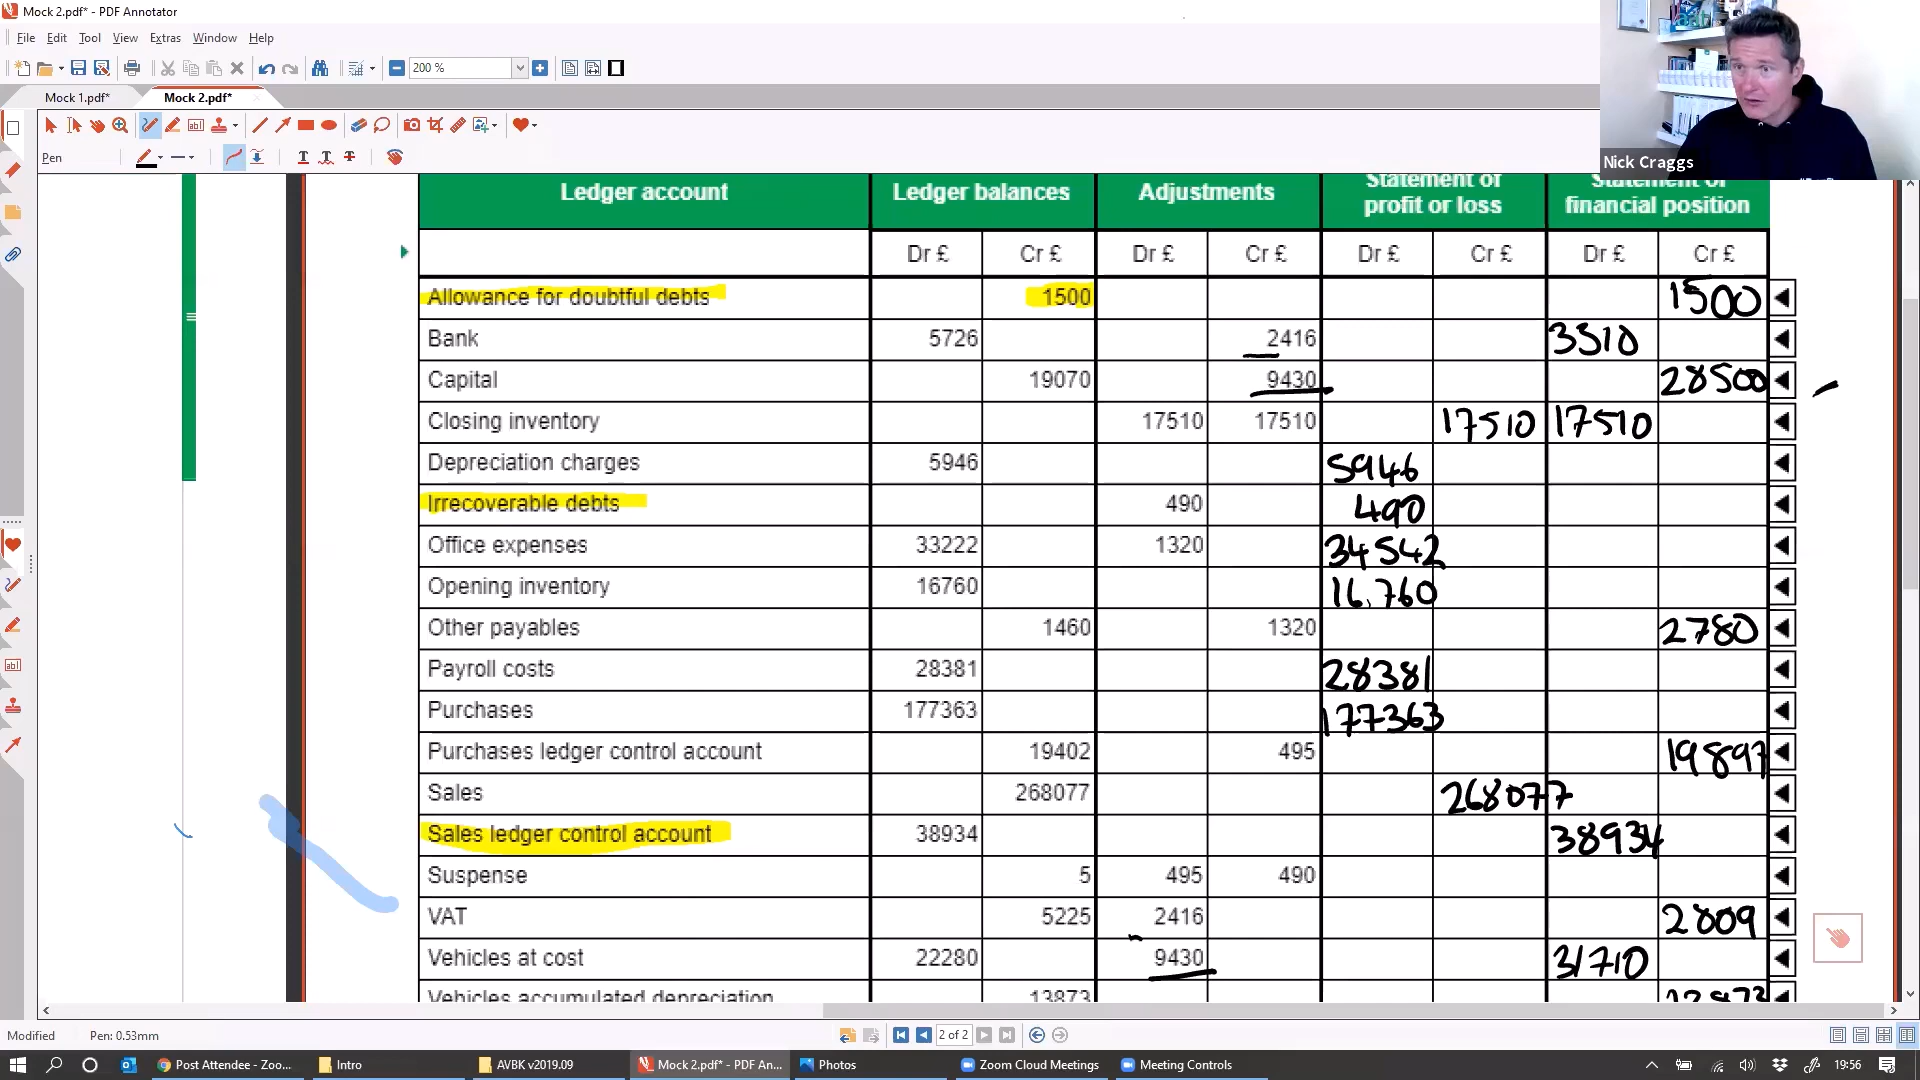 Mock 2.pdf* - PDF Annotator
File Edit Tool View Extras Window Help
200 %
Mock 1.pdf* Mock 2.pdf*
Pen
Nick Craggs
Ledger account Ledger balances Adjustments Statement of profit or loss Statement of financial position
Dr £ Cr £ Dr £ Cr £ Dr £ Cr £ Dr £ Cr £
Allowance for doubtful debts 1500 1500
Bank 5726 2416 3310
Capital 19070 9430 28500
Closing inventory 17510 17510 17510 17510
Depreciation charges 5946 5946
Irrecoverable debts 490 490
Office expenses 33222 1320 34542
Opening inventory 16760 16,760
Other payables 1460 1320 2780
Payroll costs 28381 28381
Purchases 177363 177363
Purchases ledger control account 19402 495 19897
Sales 268077 268077
Sales ledger control account 38934 38934
Suspense 5 495 490
VAT 5225 2416 2809
Vehicles at cost 22280 9430 31710
Vehicles accumulated depreciation 13873 13873
2 of 2
Modified Pen: 0.53mm
Post Attendee - Zoo... Intro AVBK v2019.09 Mock 2.pdf* - PDF An... Photos Zoom Cloud Meetings Meeting Controls 19:56